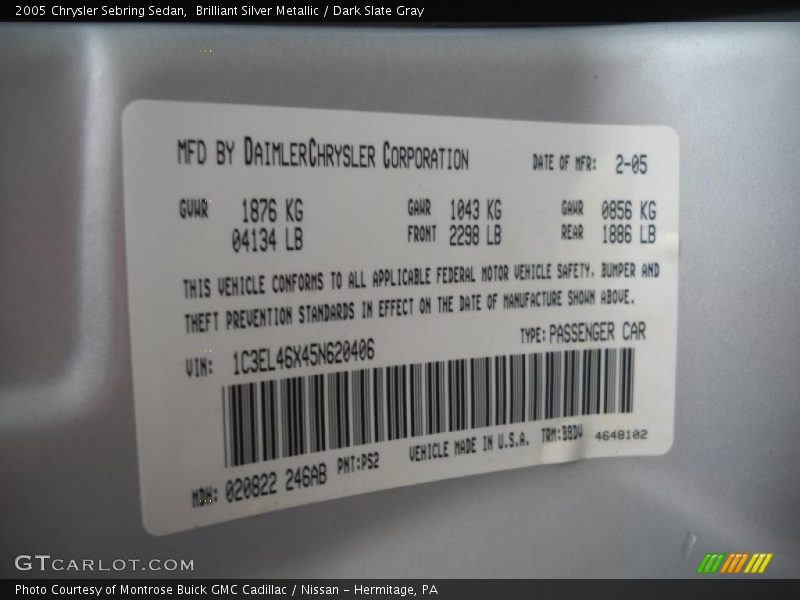 2005 Chrysler Sebring Sedan,  Brilliant Silver Metallic / Dark Slate Gray
MFD BY DAIMLERCHRYSLER CORPORATION DATE OF MFR: 2-05
GVWR 1876 KG GAWR 1043 KG GAWR 0856 KG
04134 LB FRONT 2298 LB REAR 1886 LB
THIS VEHICLE CONFORMS TO ALL APPLICABLE FEDERAL MOTOR VEHICLE SAFETY, BUMPER AND
THEFT PREVENTION STANDARDS IN EFFECT ON THE DATE OF MANUFACTURE SHOWN ABOVE.
VIN: 1C3EL46X45N620406 TYPE: PASSENGER CAR
MDH: 020822 246AB PNT:PS2 VEHICLE MADE IN U.S.A. TRM:BBDV 4648102
GTCARLOT.COM
Photo Courtesy of Montrose Buick GMC Cadillac / Nissan - Hermitage, PA